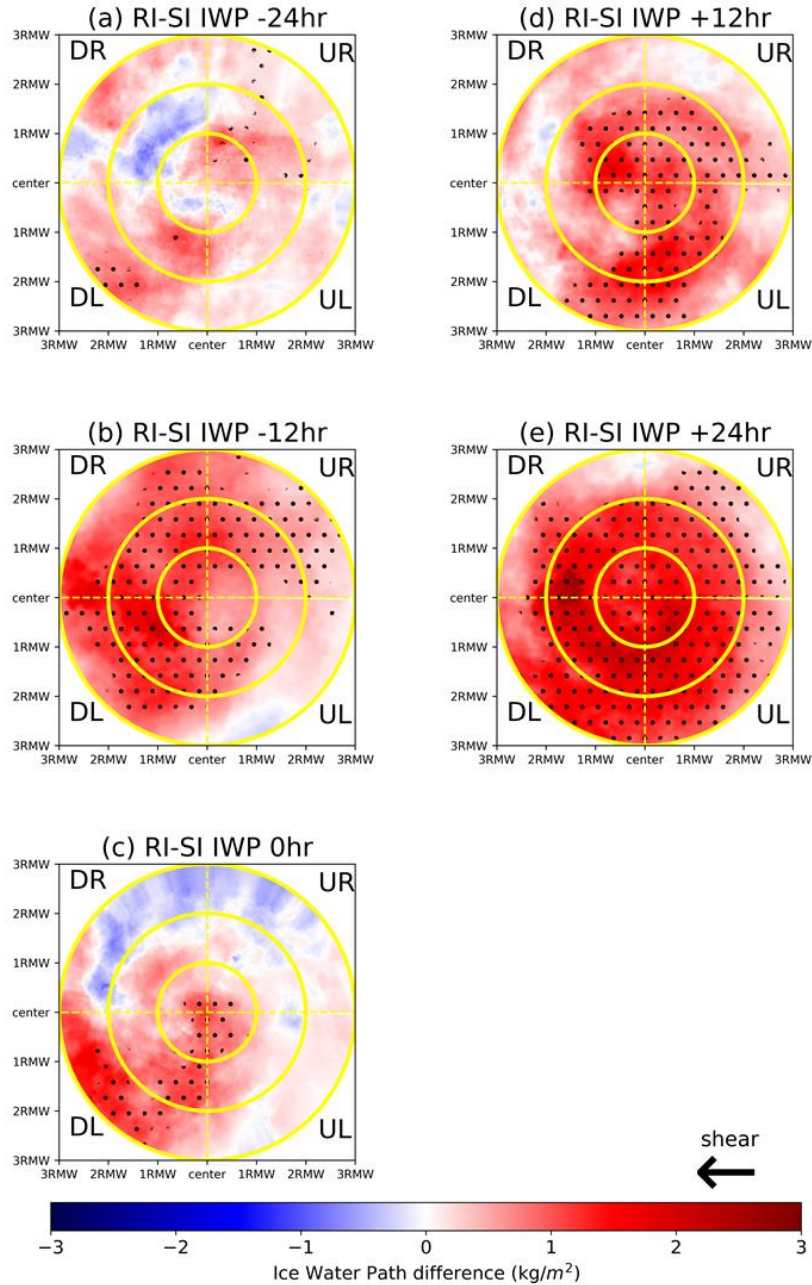 (a) RI-SI IWP -24hr
3RMW
2RMW
1RMW
center
1RMW
2RMW
3RMW
DR
UR
DL
UL
3RMW 2RMW 1RMW center 1RMW 2RMW 3RMW
(d) RI-SI IWP +12hr
3RMW
2RMW
1RMW
center
1RMW
2RMW
3RMW
DR
UR
DL
UL
3RMW 2RMW 1RMW center 1RMW 2RMW 3RMW
(b) RI-SI IWP -12hr
3RMW
2RMW
1RMW
center
1RMW
2RMW
3RMW
DR
UR
DL
UL
3RMW 2RMW 1RMW center 1RMW 2RMW 3RMW
(e) RI-SI IWP +24hr
3RMW
2RMW
1RMW
center
1RMW
2RMW
3RMW
DR
UR
DL
UL
3RMW 2RMW 1RMW center 1RMW 2RMW 3RMW
(c) RI-SI IWP 0hr
3RMW
2RMW
1RMW
center
1RMW
2RMW
3RMW
DR
UR
DL
UL
3RMW 2RMW 1RMW center 1RMW 2RMW 3RMW
shear
−3 −2 −1 0 1 2 3
Ice Water Path difference (kg/m²)